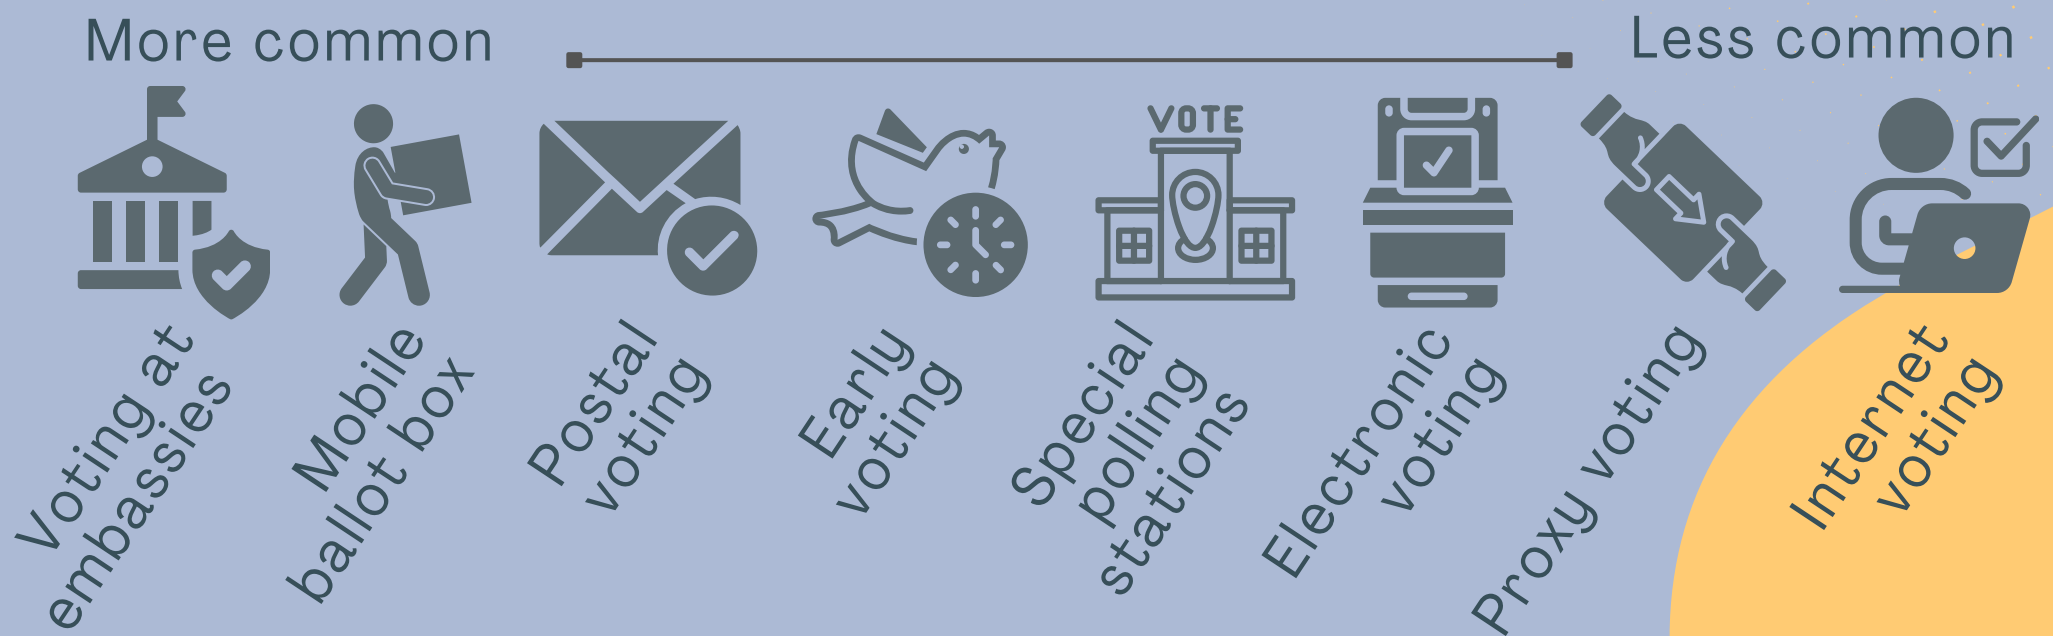 More common
Less common
VOTE
Voting at
embassies
Mobile
ballot box
Postal
voting
Early
voting
Special
polling
stations
Electronic
voting
Proxy voting
Internet
voting